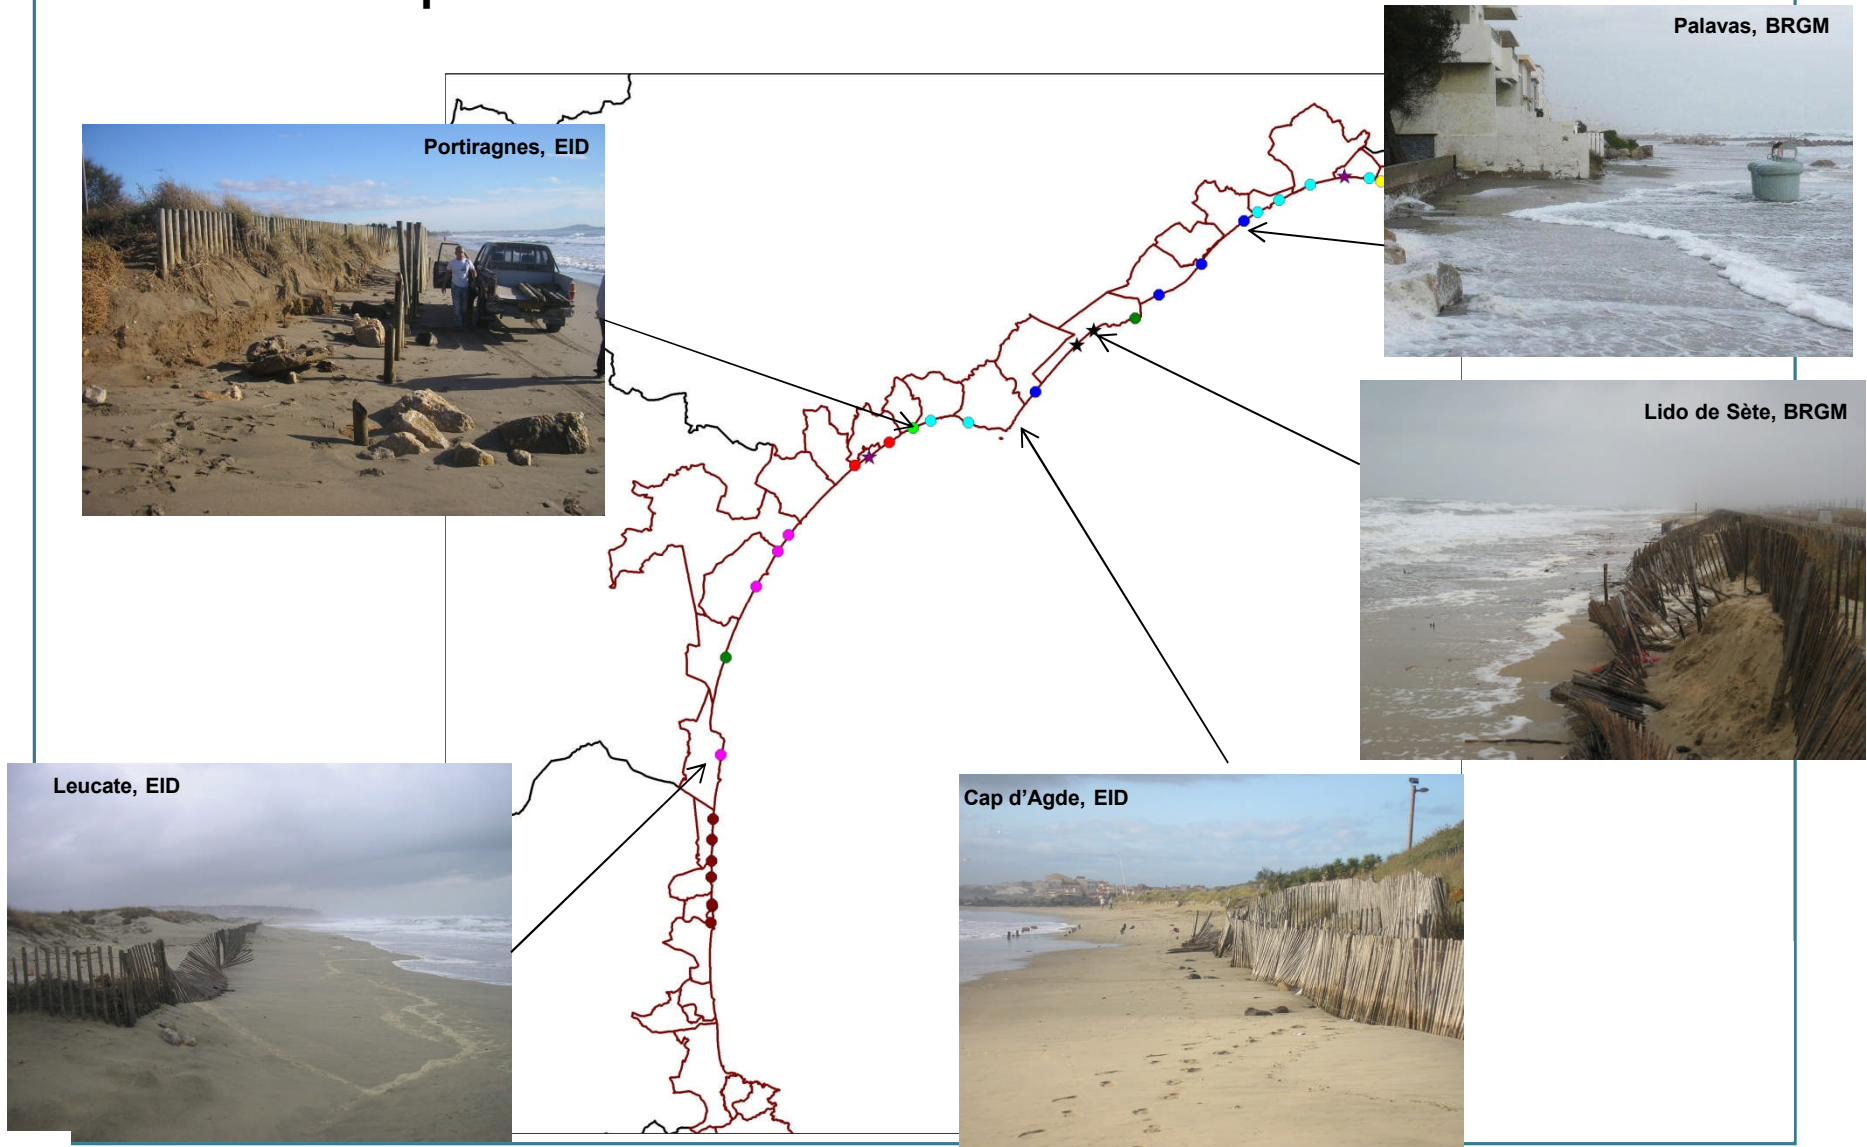 Palavas, BRGM
Portiragnes, EID
Lido de Sète, BRGM
Leucate, EID
Cap d'Agde, EID